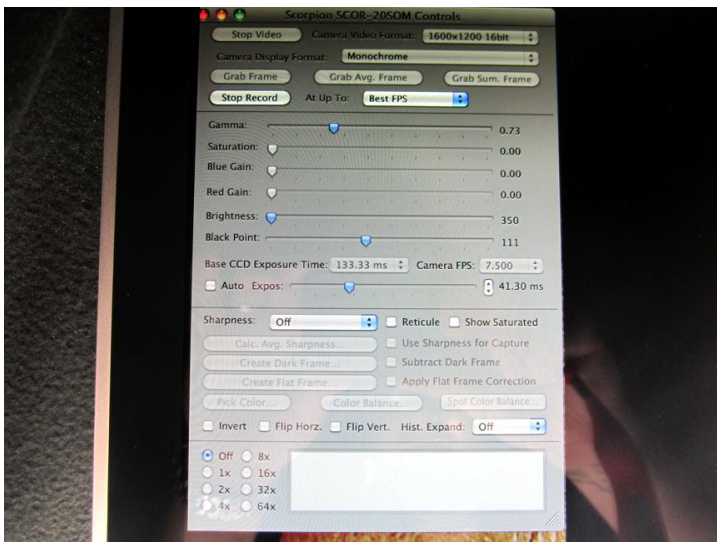 Scorpion SCOR-20SOM Controls
Stop Video Camera Video Format: 1600x1200 16bit
Camera Display Format: Monochrome
Grab Frame Grab Avg. Frame Grab Sum. Frame
Stop Record At Up To: Best FPS
Gamma: 0.73
Saturation: 0.00
Blue Gain: 0.00
Red Gain: 0.00
Brightness: 350
Black Point: 111
Base CCD Exposure Time: 133.33 ms Camera FPS: 7.500
Auto Expos: 41.30 ms
Sharpness: Off Reticule Show Saturated
Calc. Avg. Sharpness... Use Sharpness for Capture
Create Dark Frame... Subtract Dark Frame
Create Flat Frame... Apply Flat Frame Correction
Pick Color... Color Balance... Spot Color Balance...
Invert Flip Horz. Flip Vert. Hist. Expand: Off
Off 8x
1x 16x
2x 32x
4x 64x